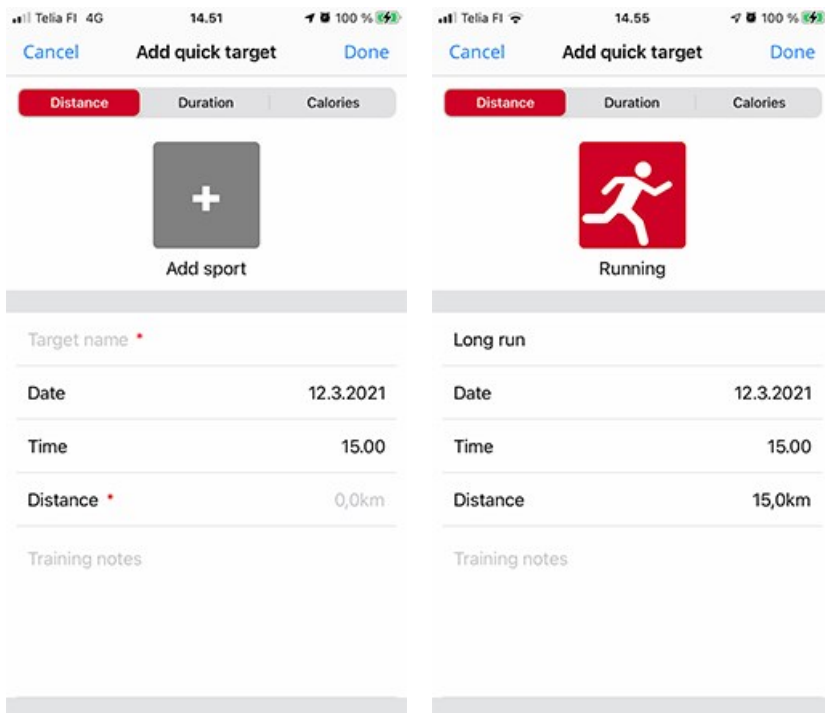 Telia FI 4G 14.51 100 %
Cancel Add quick target Done
Distance Duration Calories
+
Add sport
Target name *
Date 12.3.2021
Time 15.00
Distance * 0,0km
Training notes
Telia FI 14.55 100 %
Cancel Add quick target Done
Distance Duration Calories
Running
Long run
Date 12.3.2021
Time 15.00
Distance 15,0km
Training notes